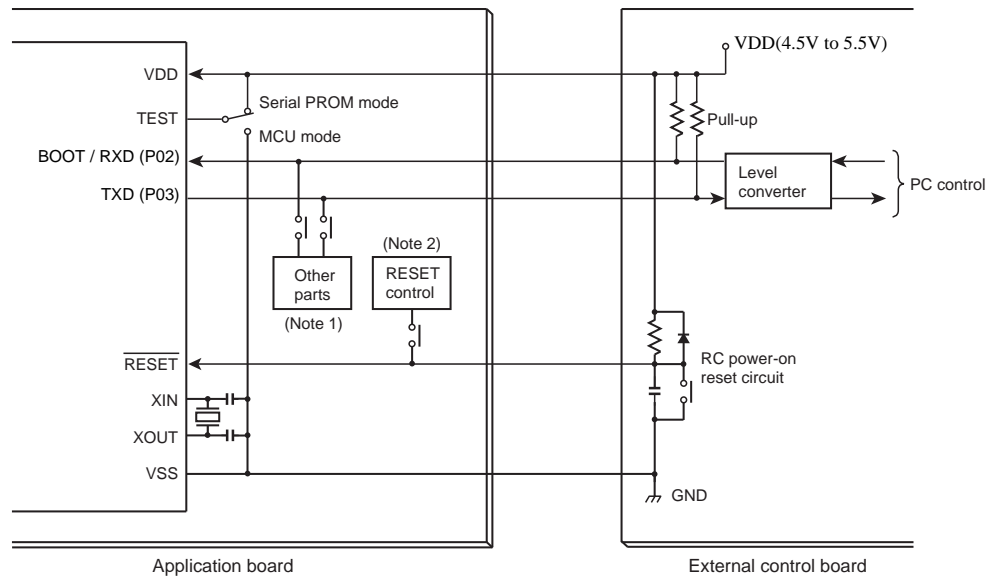 VDD(4.5V to 5.5V)
VDD
Serial PROM mode
TEST
Pull-up
MCU mode
BOOT / RXD (P02)
Level
converter
PC control
TXD (P03)
(Note 2)
Other
parts
RESET
control
(Note 1)
RESET
RC power-on
reset circuit
XIN
XOUT
VSS
GND
Application board
External control board